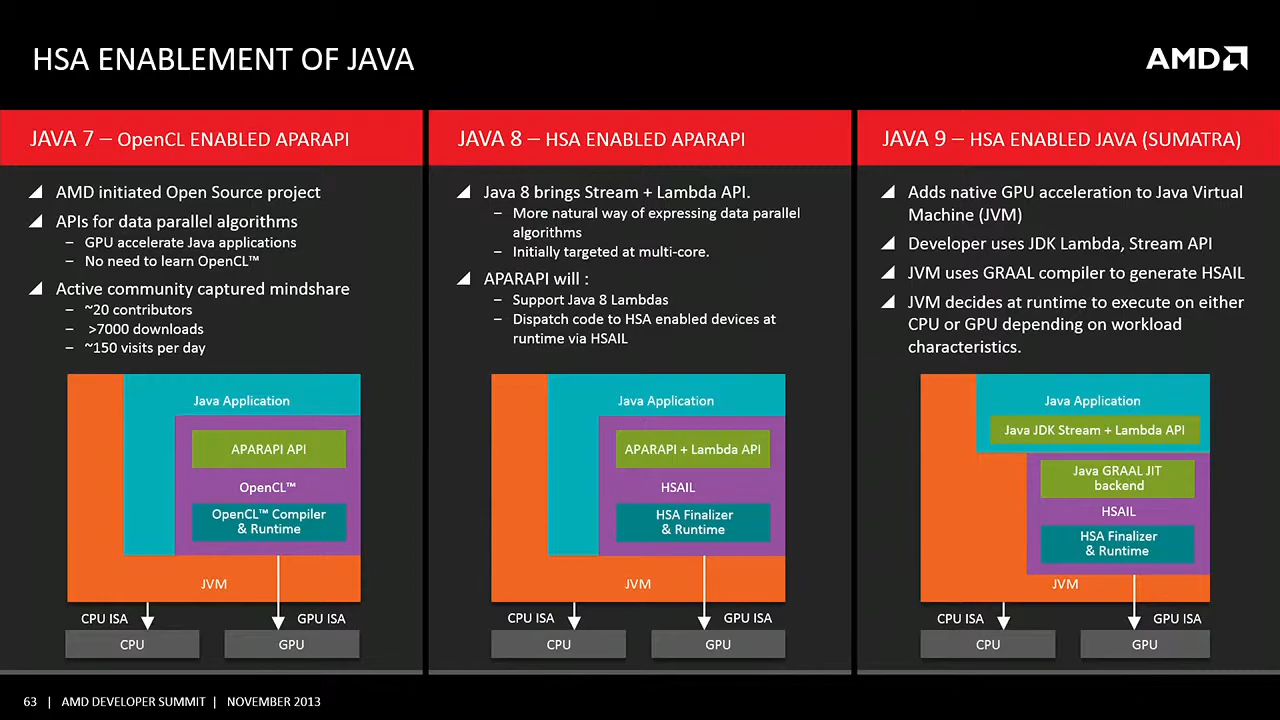 HSA ENABLEMENT OF JAVA
AMD
JAVA 7 – OpenCL ENABLED APARAPI
AMD initiated Open Source project
APIs for data parallel algorithms
– GPU accelerate Java applications
– No need to learn OpenCL™
Active community captured mindshare
– ~20 contributors
– >7000 downloads
– ~150 visits per day
Java Application
APARAPI API
OpenCL™
OpenCL™ Compiler
& Runtime
JVM
CPU ISA
GPU ISA
CPU
GPU
JAVA 8 – HSA ENABLED APARAPI
Java 8 brings Stream + Lambda API.
– More natural way of expressing data parallel
algorithms
– Initially targeted at multi-core.
APARAPI will :
– Support Java 8 Lambdas
– Dispatch code to HSA enabled devices at
runtime via HSAIL
Java Application
APARAPI + Lambda API
HSAIL
HSA Finalizer
& Runtime
JVM
CPU ISA
GPU ISA
CPU
GPU
JAVA 9 – HSA ENABLED JAVA (SUMATRA)
Adds native GPU acceleration to Java Virtual
Machine (JVM)
Developer uses JDK Lambda, Stream API
JVM uses GRAAL compiler to generate HSAIL
JVM decides at runtime to execute on either
CPU or GPU depending on workload
characteristics.
Java Application
Java JDK Stream + Lambda API
Java GRAAL JIT
backend
HSAIL
HSA Finalizer
& Runtime
JVM
CPU ISA
GPU ISA
CPU
GPU
63 | AMD DEVELOPER SUMMIT | NOVEMBER 2013